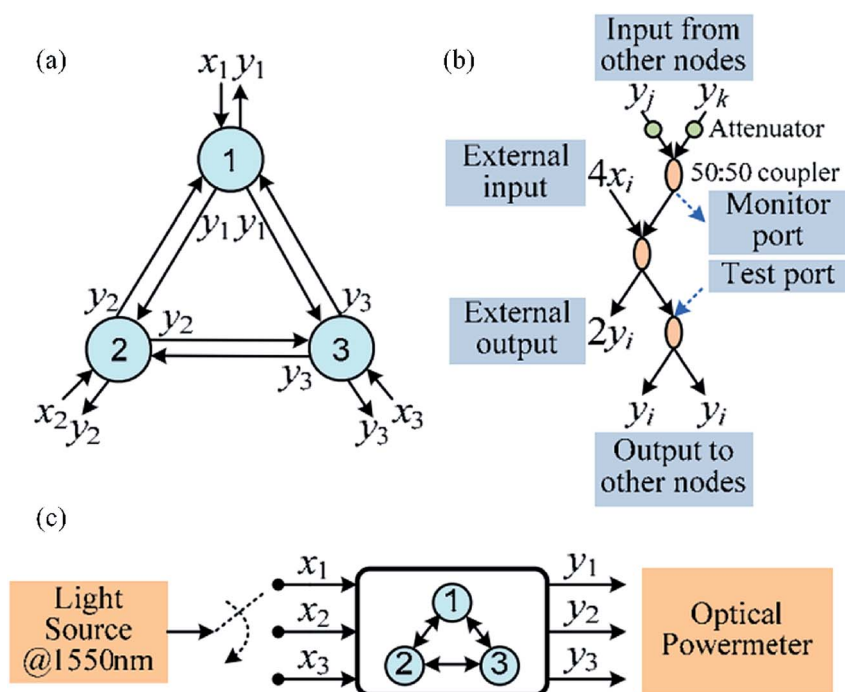 (a)
x1 y1
1
y1 y1
y2
y3
y2
2
3
y3
x2
y2
y3
x3
(b)
Input from
other nodes
yj yk
Attenuator
External
input
4xi
50:50 coupler
Monitor
port
Test port
External
output
2yi
yi yi
Output to
other nodes
(c)
Light
Source
@1550nm
x1
x2
x3
1
2
3
y1
y2
y3
Optical
Powermeter